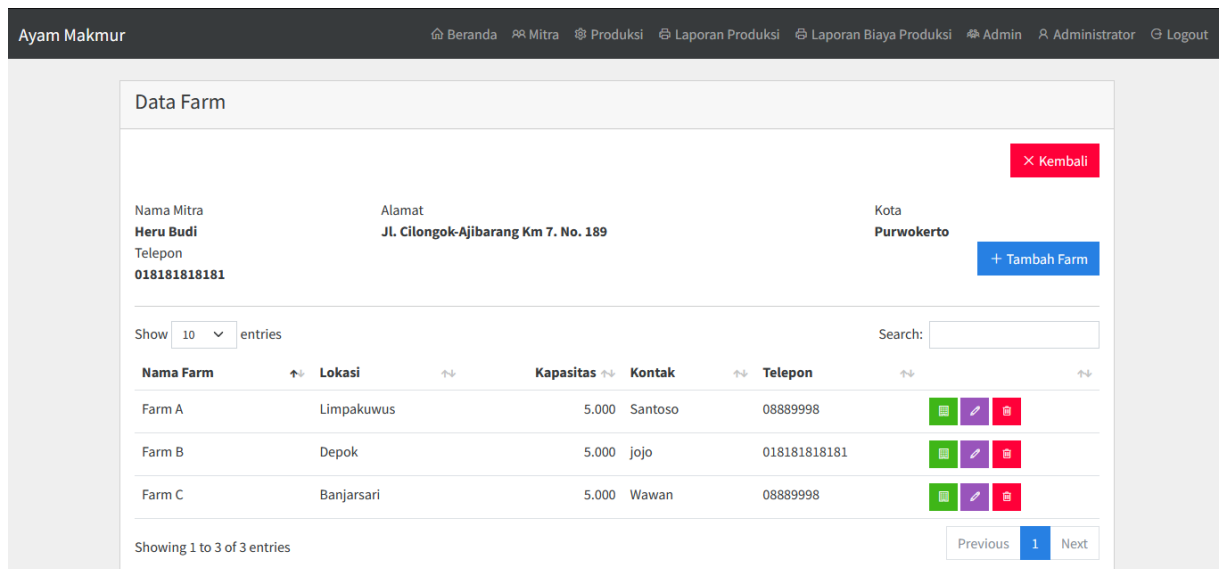 Ayam Makmur Beranda Mitra Produksi Laporan Produksi Laporan Biaya Produksi Admin Administrator Logout
Data Farm
Kembali
Nama Mitra Alamat Kota
Heru Budi Jl. Cilongok-Ajibarang Km 7. No. 189 Purwokerto
Telepon
+ Tambah Farm
018181818181
Show 10 entries Search:
Nama Farm Lokasi Kapasitas Kontak Telepon
Farm A Limpakuwus 5.000 Santoso 08889998
Farm B Depok 5.000 jojo 018181818181
Farm C Banjarsari 5.000 Wawan 08889998
Showing 1 to 3 of 3 entries Previous 1 Next